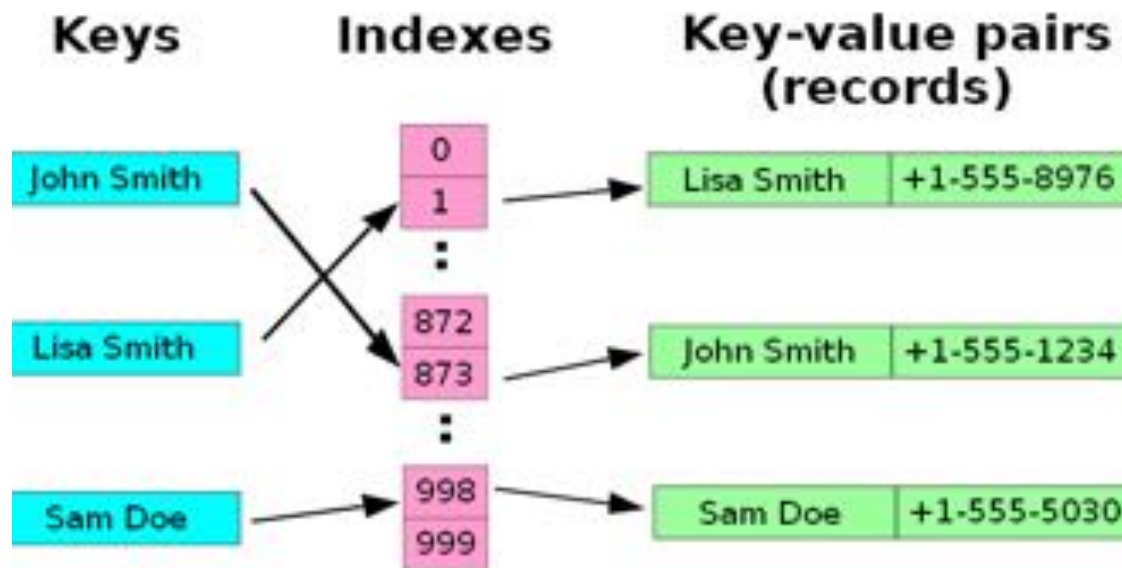 Keys Indexes Key-value pairs
(records)
0
John Smith
1
Lisa Smith +1-555-8976
:
872
Lisa Smith
873
John Smith +1-555-1234
:
998
Sam Doe
999
Sam Doe +1-555-5030